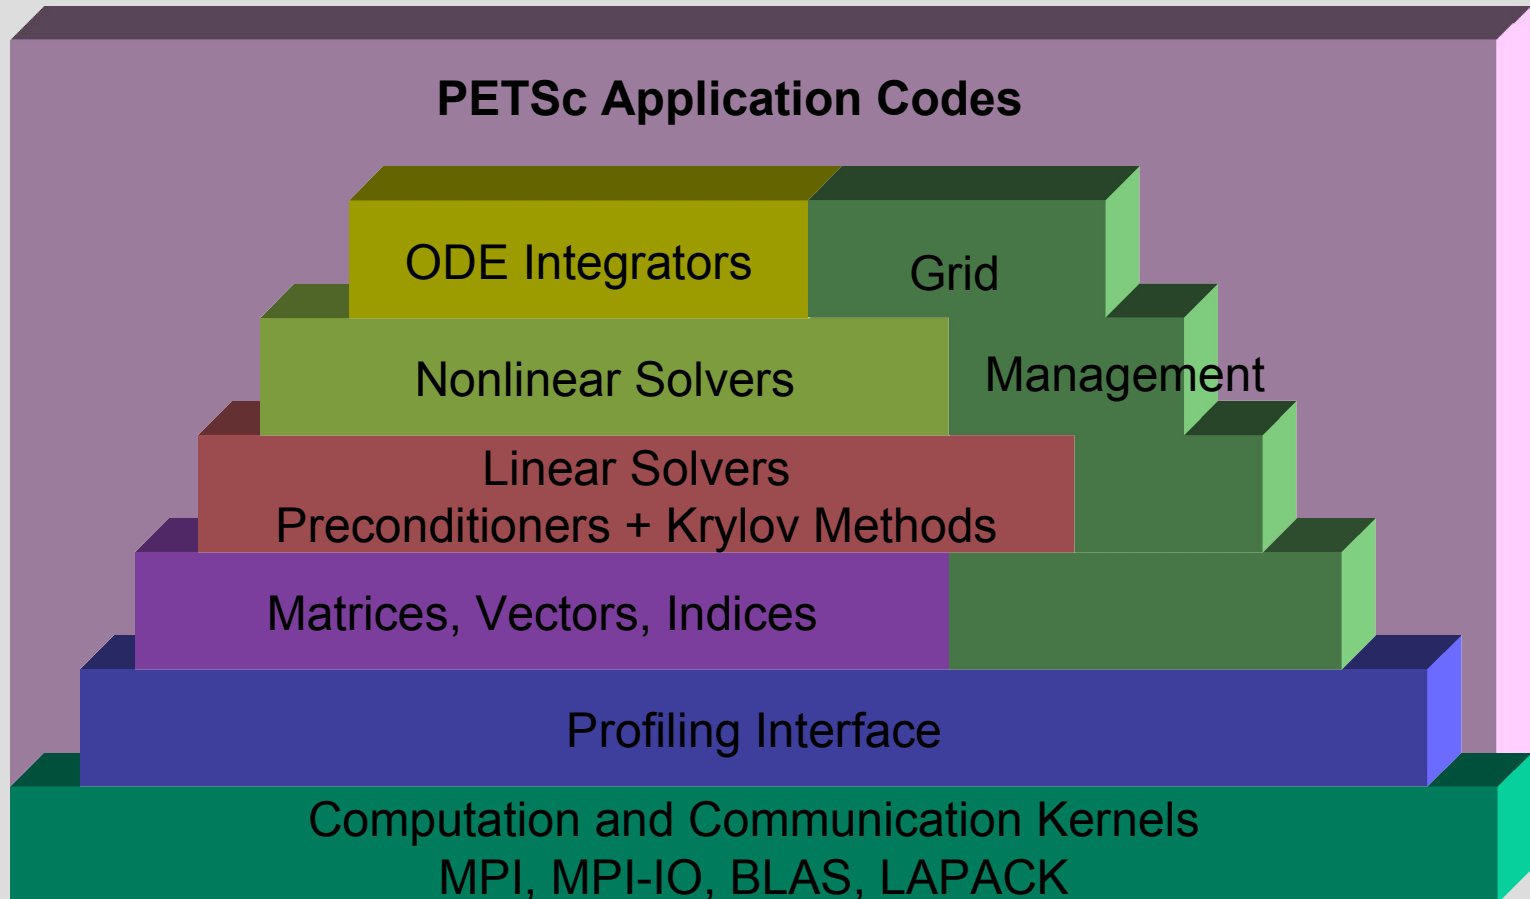 PETSc Application Codes
ODE Integrators
Grid
Management
Nonlinear Solvers
Linear Solvers
Preconditioners + Krylov Methods
Matrices, Vectors, Indices
Profiling Interface
Computation and Communication Kernels
MPI, MPI-IO, BLAS, LAPACK